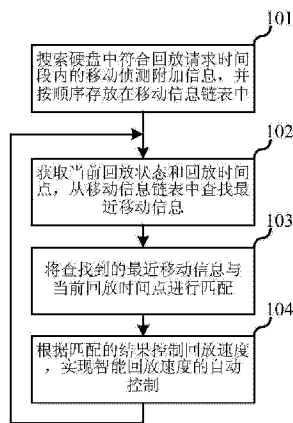 101
搜索硬盘中符合回放请求时间
段内的移动侦测附加信息，并
按顺序存放在移动信息链表中
102
获取当前回放状态和回放时间
点，从移动信息链表中查找最
近移动信息
103
将查找到的最近移动信息与
当前回放时间点进行匹配
104
根据匹配的结果控制回放速度
，实现智能回放速度的自动
控制